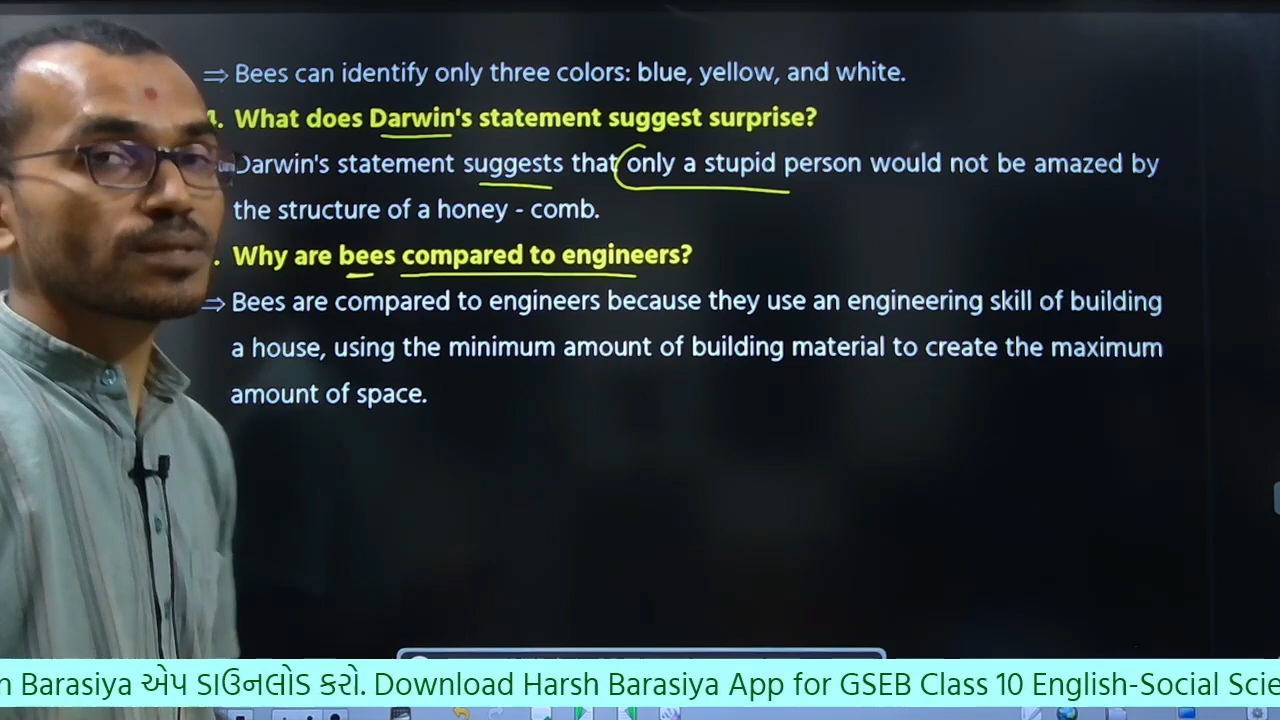 ⇒ Bees can identify only three colors: blue, yellow, and white.
4. What does Darwin's statement suggest surprise?
Darwin's statement suggests that only a stupid person would not be amazed by
the structure of a honey - comb.
. Why are bees compared to engineers?
⇒ Bees are compared to engineers because they use an engineering skill of building
a house, using the minimum amount of building material to create the maximum
amount of space.
n Barasiya એપ ડાઉનલોડ કરો. Download Harsh Barasiya App for GSEB Class 10 English-Social Scie